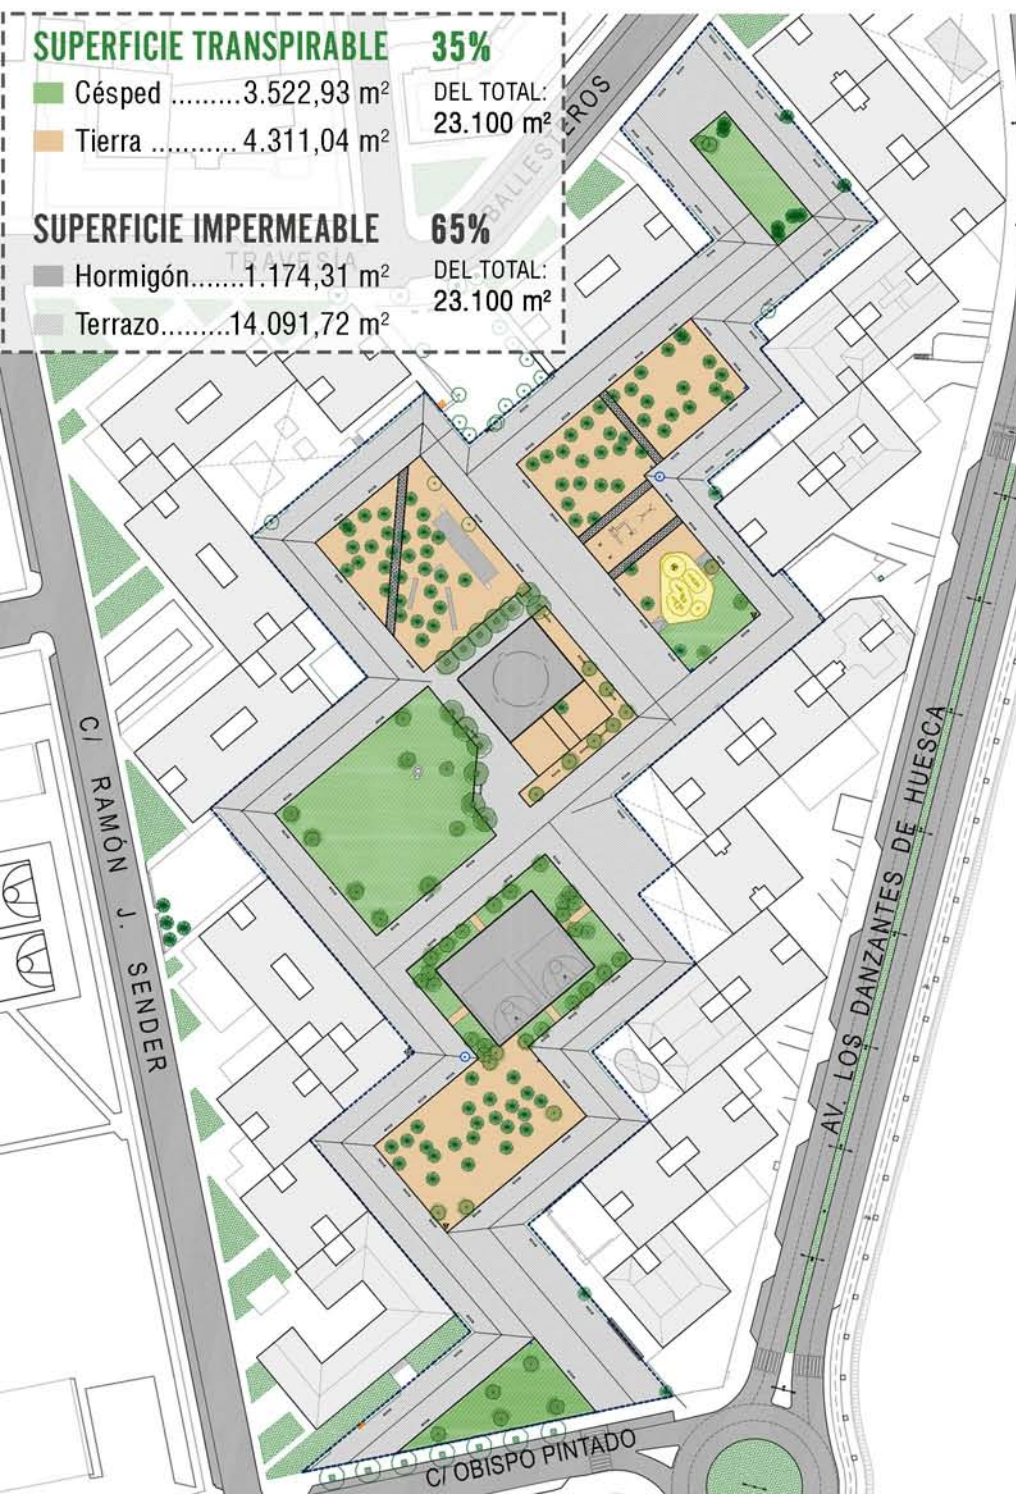 SUPERFICIE TRANSPIRABLE 35%
Césped .........3.522,93 m²
DEL TOTAL:
23.100 m²
Tierra ........... 4.311,04 m²
SUPERFICIE IMPERMEABLE 65%
Hormigón.......1.174,31 m²
DEL TOTAL:
23.100 m²
Terrazo.........14.091,72 m²
TRAVESÍA
BALLESTEROS
C/ RAMÓN J. SENDER
AV. LOS DANZANTES DE HUESCA
C/ OBISPO PINTADO